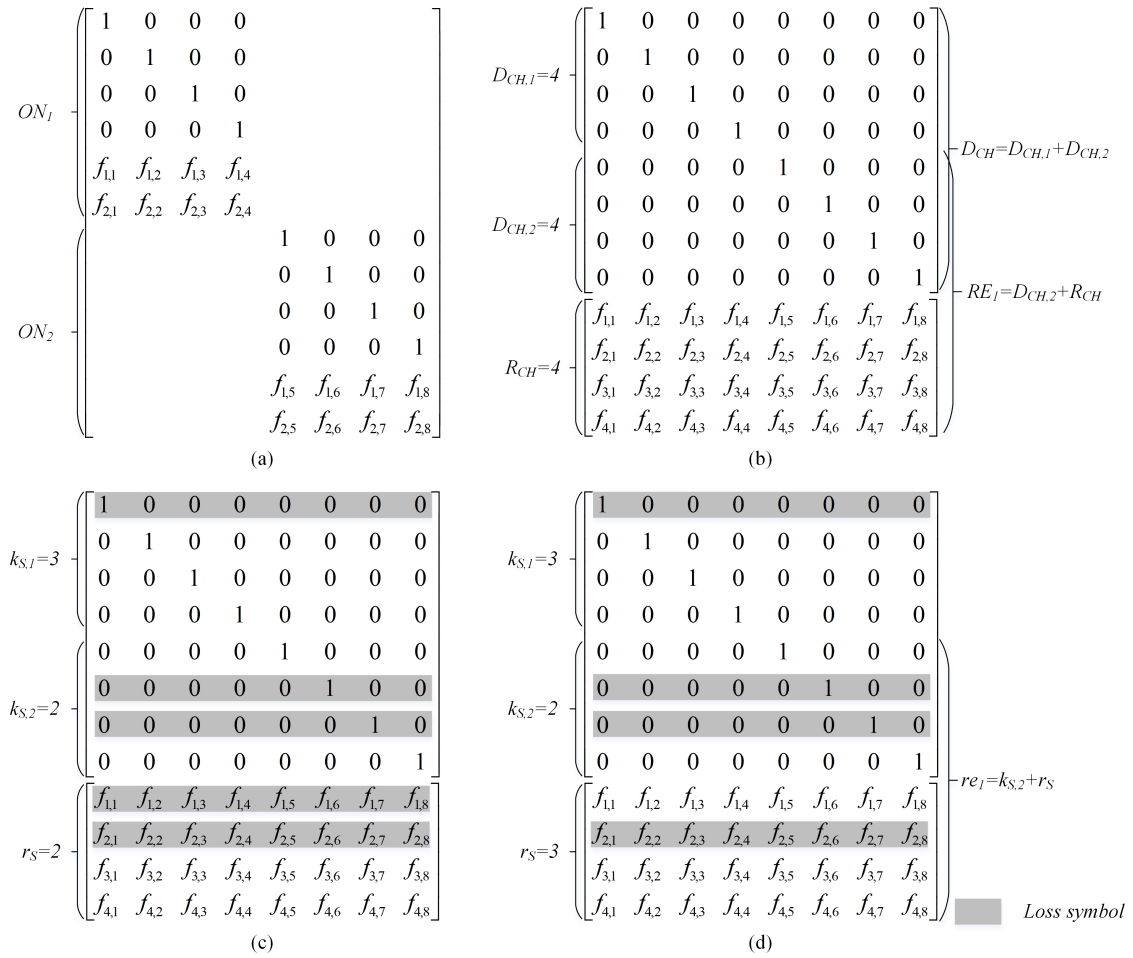 1 0 0 0
0 1 0 0
0 0 1 0
ON1
0 0 0 1
f1,1 f1,2 f1,3 f1,4
f2,1 f2,2 f2,3 f2,4
1 0 0 0
0 1 0 0
0 0 1 0
ON2
0 0 0 1
f1,5 f1,6 f1,7 f1,8
f2,5 f2,6 f2,7 f2,8
(a)
1 0 0 0 0 0 0 0
0 1 0 0 0 0 0 0
DCH,1=4
0 0 1 0 0 0 0 0
0 0 0 1 0 0 0 0
DCH=DCH,1+DCH,2
0 0 0 0 1 0 0 0
0 0 0 0 0 1 0 0
DCH,2=4
0 0 0 0 0 0 1 0
0 0 0 0 0 0 0 1
RE1=DCH,2+RCH
f1,1 f1,2 f1,3 f1,4 f1,5 f1,6 f1,7 f1,8
f2,1 f2,2 f2,3 f2,4 f2,5 f2,6 f2,7 f2,8
RCH=4
f3,1 f3,2 f3,3 f3,4 f3,5 f3,6 f3,7 f3,8
f4,1 f4,2 f4,3 f4,4 f4,5 f4,6 f4,7 f4,8
(b)
1 0 0 0 0 0 0 0
0 1 0 0 0 0 0 0
kS,1=3
0 0 1 0 0 0 0 0
0 0 0 1 0 0 0 0
0 0 0 0 1 0 0 0
0 0 0 0 0 1 0 0
kS,2=2
0 0 0 0 0 0 1 0
0 0 0 0 0 0 0 1
f1,1 f1,2 f1,3 f1,4 f1,5 f1,6 f1,7 f1,8
f2,1 f2,2 f2,3 f2,4 f2,5 f2,6 f2,7 f2,8
rS=2
f3,1 f3,2 f3,3 f3,4 f3,5 f3,6 f3,7 f3,8
f4,1 f4,2 f4,3 f4,4 f4,5 f4,6 f4,7 f4,8
(c)
1 0 0 0 0 0 0 0
0 1 0 0 0 0 0 0
kS,1=3
0 0 1 0 0 0 0 0
0 0 0 1 0 0 0 0
0 0 0 0 1 0 0 0
0 0 0 0 0 1 0 0
kS,2=2
0 0 0 0 0 0 1 0
0 0 0 0 0 0 0 1
re1=kS,2+rS
f1,1 f1,2 f1,3 f1,4 f1,5 f1,6 f1,7 f1,8
f2,1 f2,2 f2,3 f2,4 f2,5 f2,6 f2,7 f2,8
rS=3
f3,1 f3,2 f3,3 f3,4 f3,5 f3,6 f3,7 f3,8
f4,1 f4,2 f4,3 f4,4 f4,5 f4,6 f4,7 f4,8
(d)
Loss symbol